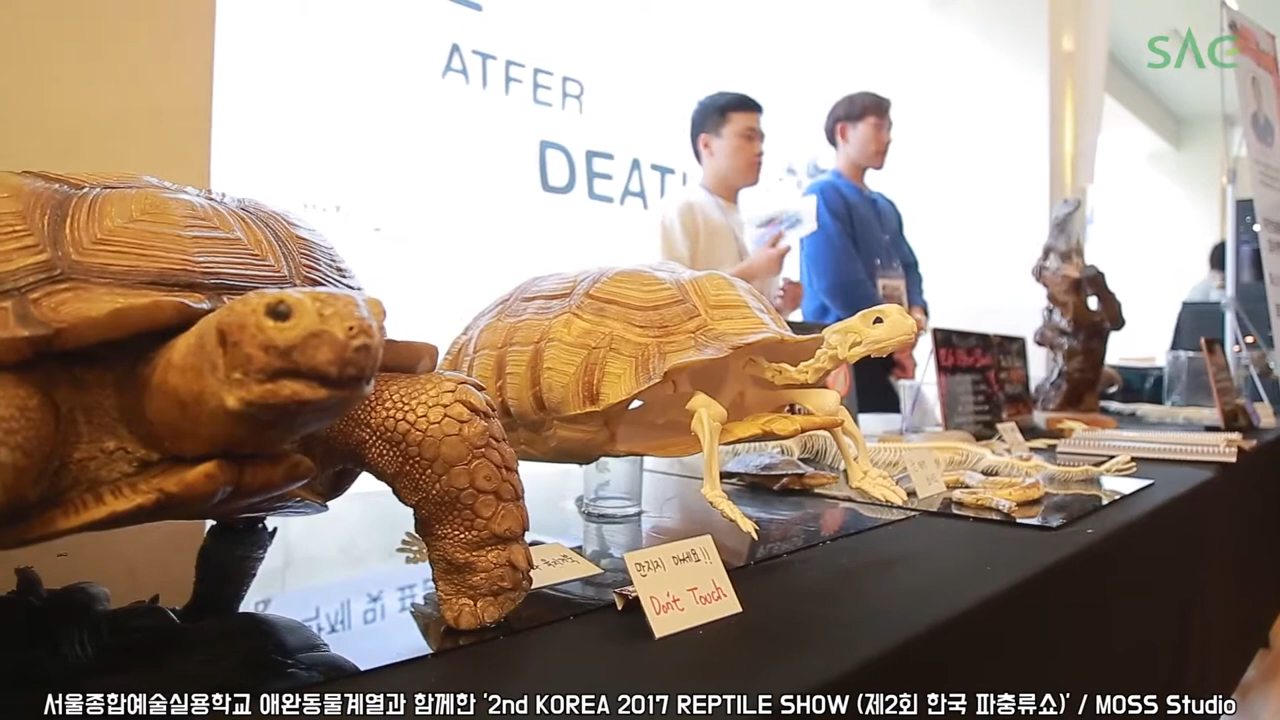 SAE
ATFER
DEAT
만지지 마세요!!
Don't Touch
서울종합예술실용학교 애완동물계열과 함께한 '2nd KOREA 2017 REPTILE SHOW (제2회 한국 파충류쇼)' / MOSS Studio